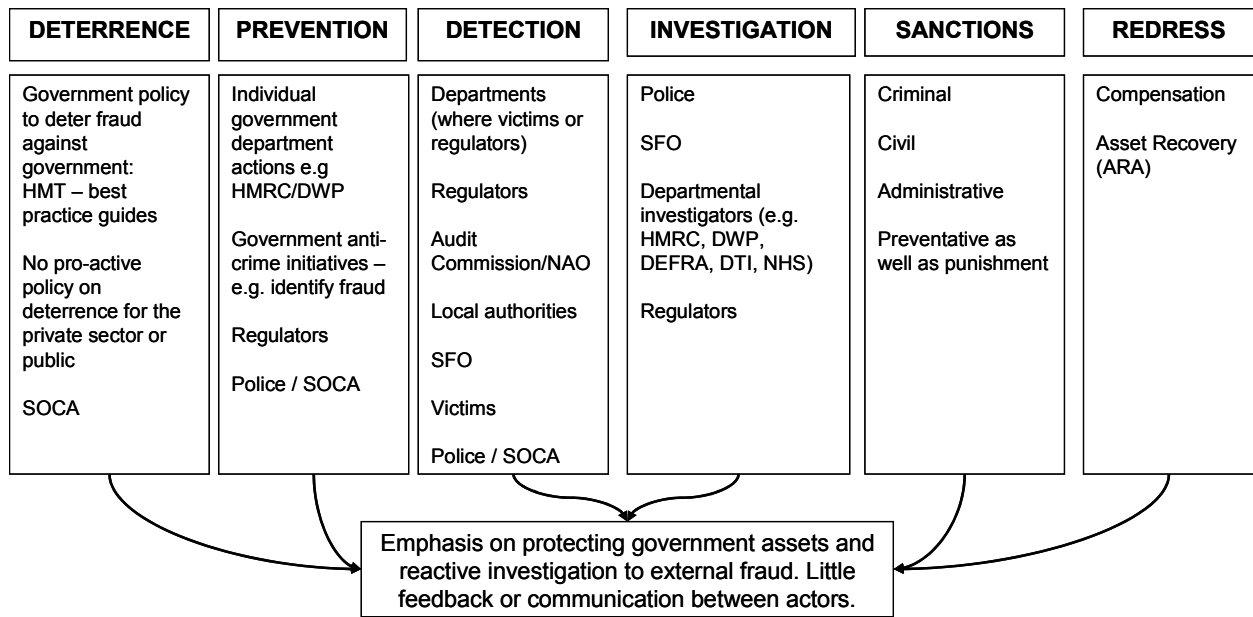 DETERRENCE
PREVENTION
DETECTION
INVESTIGATION
SANCTIONS
REDRESS
Government policy
to deter fraud
against
government:
HMT – best
practice guides
No pro-active
policy on
deterrence for the
private sector or
public
SOCA
Individual
government
department
actions e.g
HMRC/DWP
Government anti-
crime initiatives –
e.g. identify fraud
Regulators
Police / SOCA
Departments
(where victims or
regulators)
Regulators
Audit
Commission/NAO
Local authorities
SFO
Victims
Police / SOCA
Police
SFO
Departmental
investigators (e.g.
HMRC, DWP,
DEFRA, DTI, NHS)
Regulators
Criminal
Civil
Administrative
Preventative as
well as punishment
Compensation
Asset Recovery
(ARA)
Emphasis on protecting government assets and
reactive investigation to external fraud. Little
feedback or communication between actors.